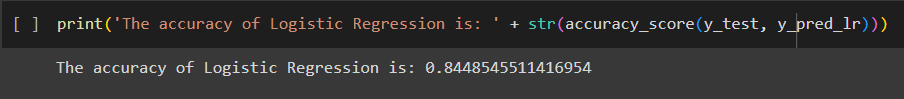 [ ] print('The accuracy of Logistic Regression is: ' + str(accuracy_score(y_test, y_pred_lr)))
The accuracy of Logistic Regression is: 0.8448545511416954